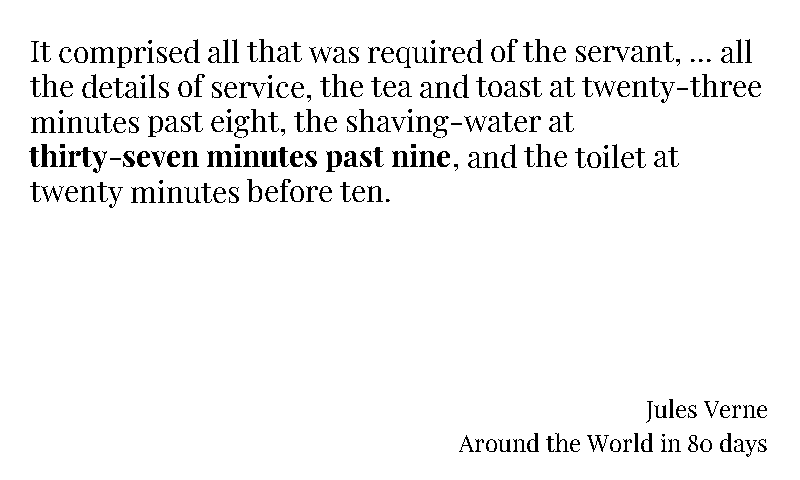 It comprised all that was required of the servant, ... all
the details of service, the tea and toast at twenty-three
minutes past eight, the shaving-water at
thirty-seven minutes past nine, and the toilet at
twenty minutes before ten.
Jules Verne
Around the World in 80 days